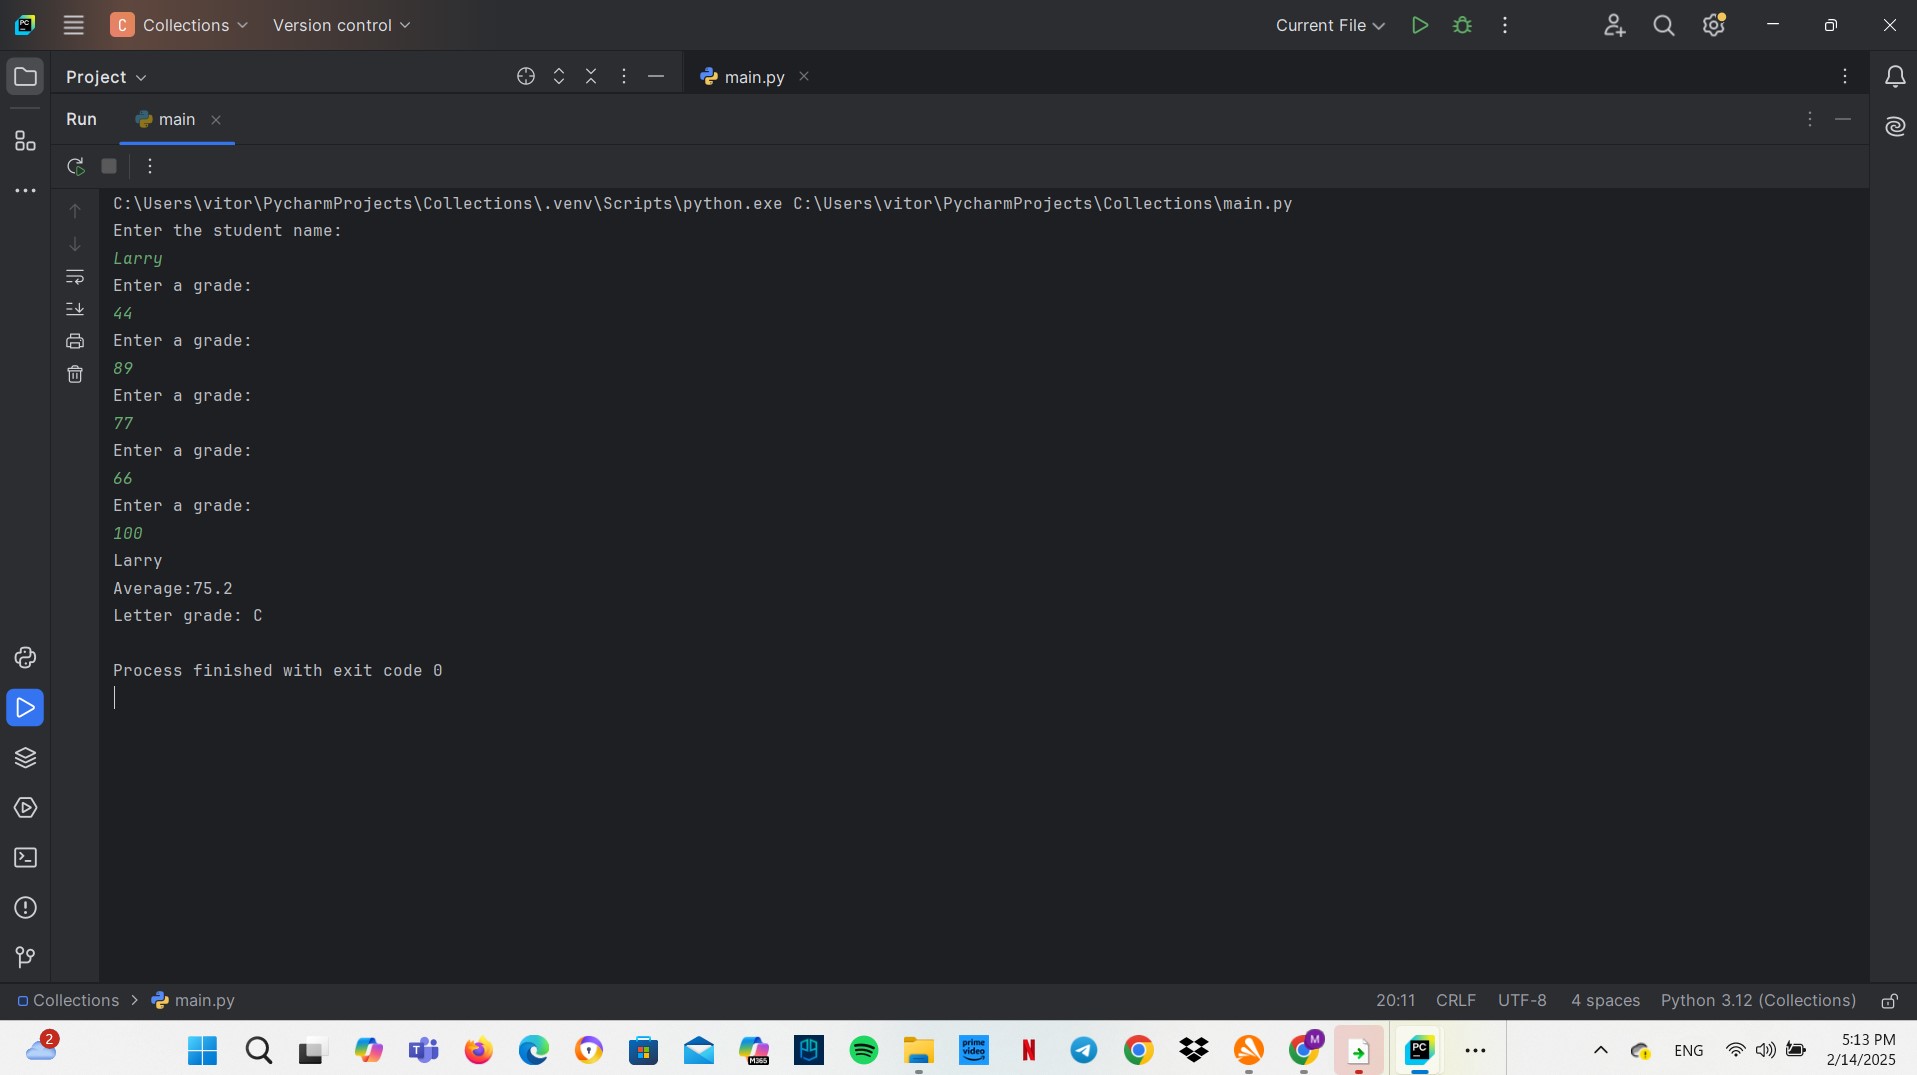 C Collections Version control Current File
Project main.py
Run main
C:\Users\vitor\PycharmProjects\Collections\.venv\Scripts\python.exe C:\Users\vitor\PycharmProjects\Collections\main.py
Enter the student name:
Larry
Enter a grade:
44
Enter a grade:
89
Enter a grade:
77
Enter a grade:
66
Enter a grade:
100
Larry
Average:75.2
Letter grade: C
Process finished with exit code 0
Collections > main.py 20:11 CRLF UTF-8 4 spaces Python 3.12 (Collections)
2 T M365 prime video N M PC ENG 5:13 PM
2/14/2025